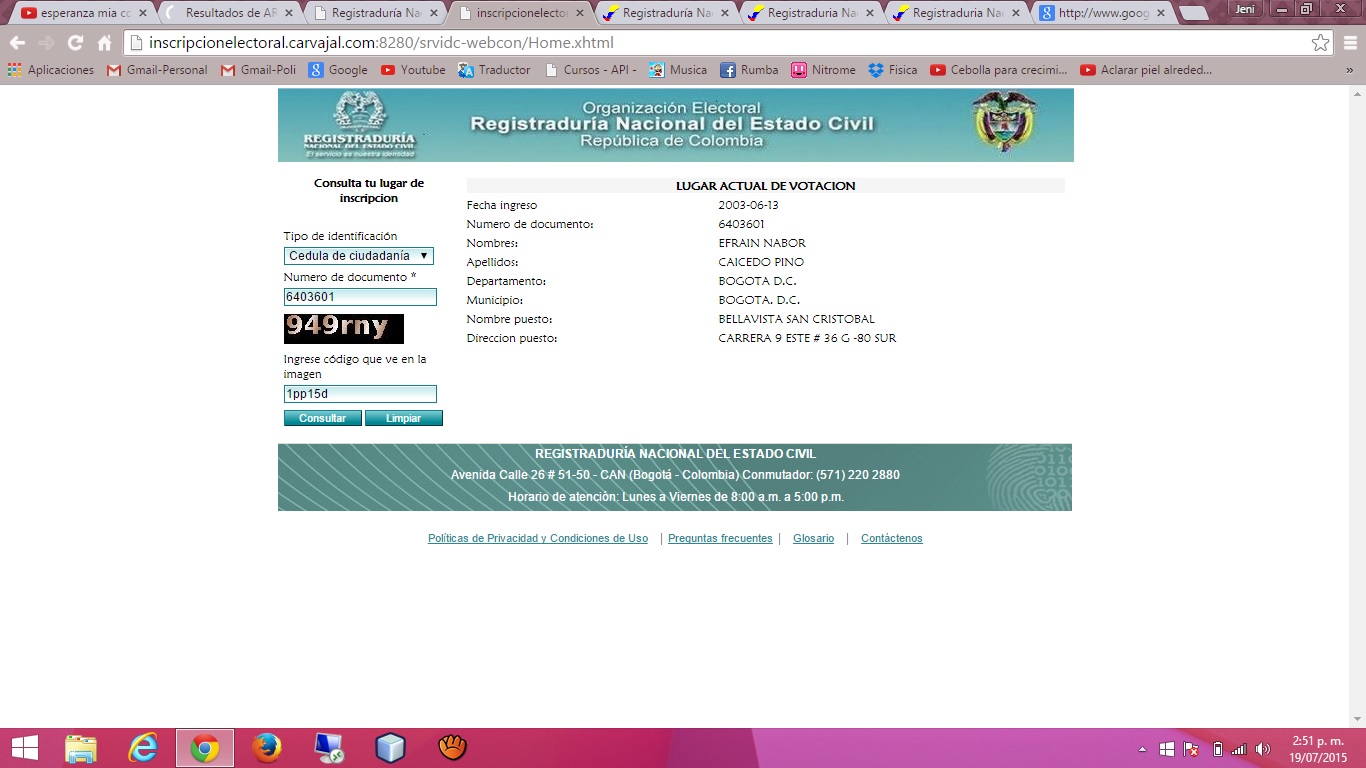 esperanza mia co
Resultados de AR
Registraduría Na
inscripcionelecto
Registraduría Na
Registraduria Na
Registraduria Na
http://www.goog
Jeni
inscripcionelectoral.carvajal.com:8280/srvidc-webcon/Home.xhtml
Aplicaciones
Gmail-Personal
Gmail-Poli
Google
Youtube
Traductor
Cursos - API -
Musica
Rumba
Nitrome
Fisica
Cebolla para crecimi...
Aclarar piel alreded...
»
REGISTRADURÍA
NACIONAL DEL ESTADO CIVIL
El servicio es nuestra identidad
Organización Electoral
Registraduría Nacional del Estado Civil
República de Colombia
Consulta tu lugar de
inscripcion
Tipo de identificación
Cedula de ciudadanía
Numero de documento *
6403601
949rny
Ingrese código que ve en la
imagen
1pp15d
Consultar Limpiar
LUGAR ACTUAL DE VOTACION
Fecha ingreso 2003-06-13
Numero de documento: 6403601
Nombres: EFRAIN NABOR
Apellidos: CAICEDO PINO
Departamento: BOGOTA D.C.
Municipio: BOGOTA. D.C.
Nombre puesto: BELLAVISTA SAN CRISTOBAL
Direccion puesto: CARRERA 9 ESTE # 36 G -80 SUR
REGISTRADURÍA NACIONAL DEL ESTADO CIVIL
Avenida Calle 26 # 51-50 - CAN (Bogotá - Colombia) Conmutador: (571) 220 2880
Horario de atenciòn: Lunes a Viernes de 8:00 a.m. a 5:00 p.m.
Políticas de Privacidad y Condiciones de Uso | Preguntas frecuentes | Glosario | Contáctenos
2:51 p. m.
19/07/2015